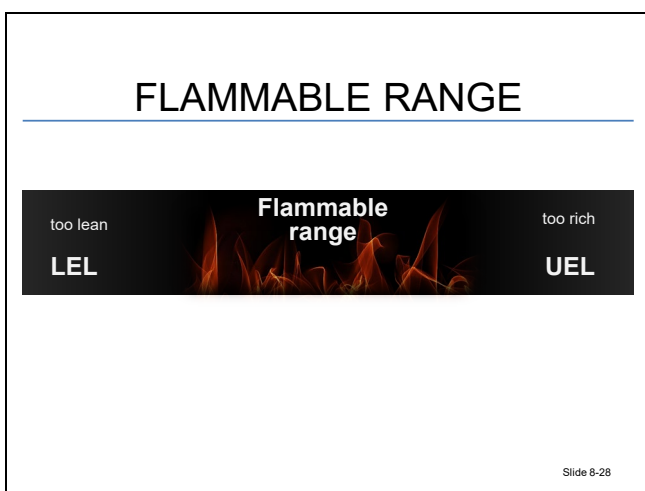 FLAMMABLE RANGE
too lean
LEL
Flammable
range
too rich
UEL
Slide 8-28